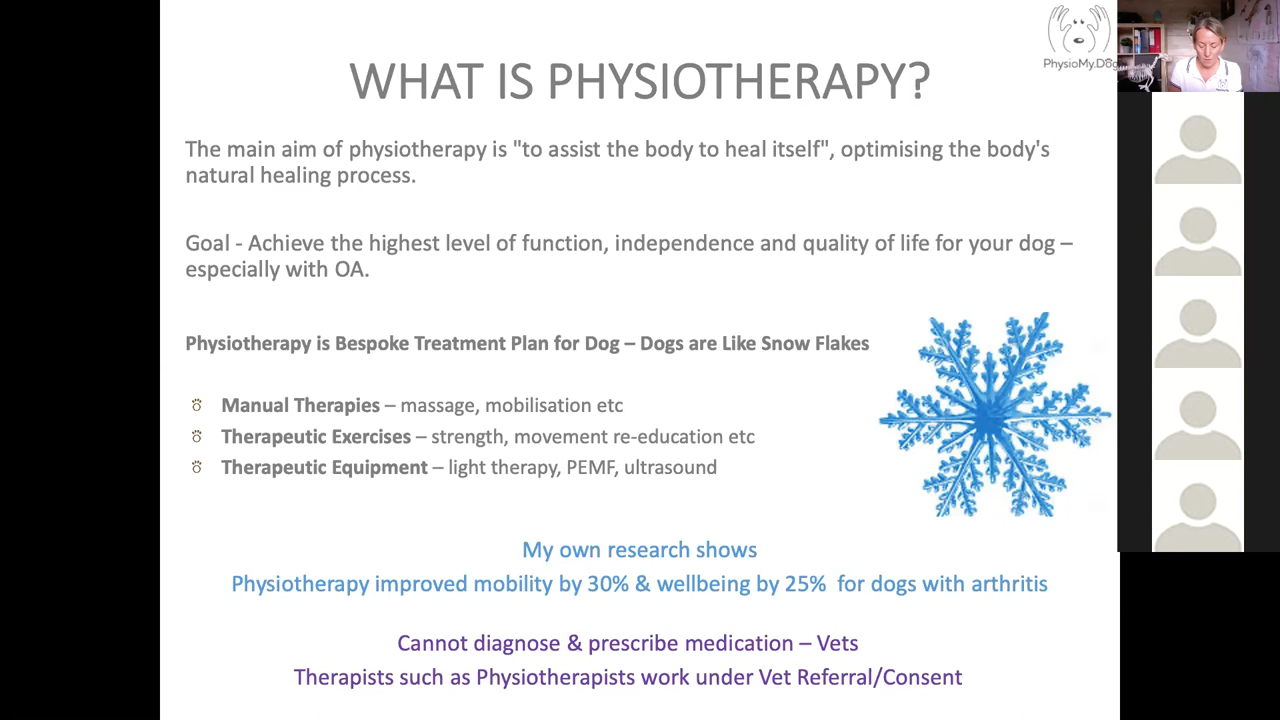 PhysioMy.Dog
WHAT IS PHYSIOTHERAPY?
The main aim of physiotherapy is "to assist the body to heal itself", optimising the body's
natural healing process.
Goal - Achieve the highest level of function, independence and quality of life for your dog –
especially with OA.
Physiotherapy is Bespoke Treatment Plan for Dog – Dogs are Like Snow Flakes
Manual Therapies – massage, mobilisation etc
Therapeutic Exercises – strength, movement re-education etc
Therapeutic Equipment – light therapy, PEMF, ultrasound
My own research shows
Physiotherapy improved mobility by 30% & wellbeing by 25% for dogs with arthritis
Cannot diagnose & prescribe medication – Vets
Therapists such as Physiotherapists work under Vet Referral/Consent